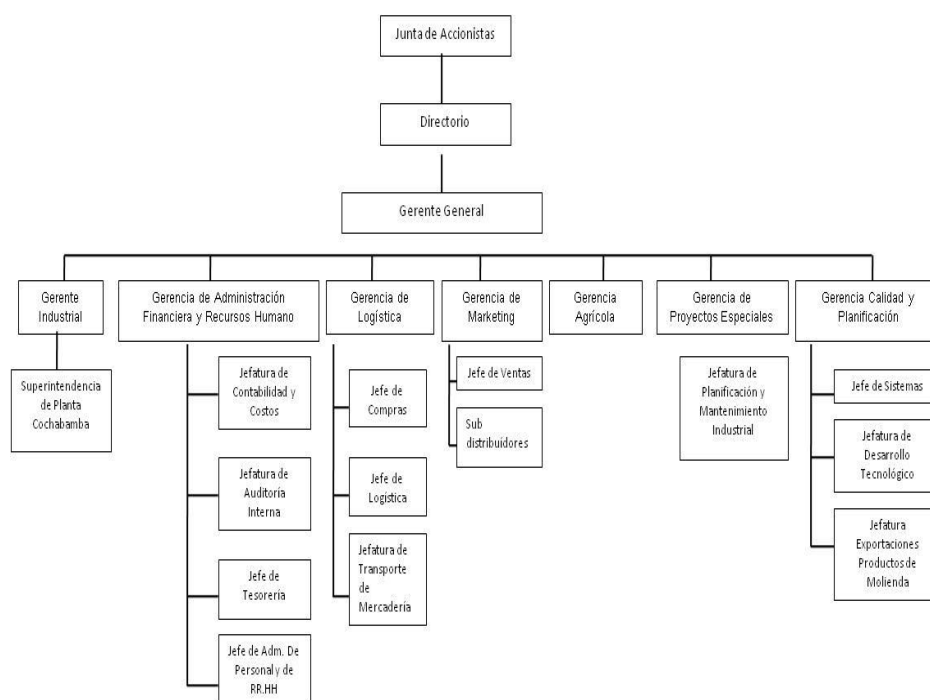 Junta de Accionistas
Directorio
Gerente General
Gerente
Industrial
Gerencia de Administración
Financiera y Recursos Humano
Gerencia de
Logística
Gerencia de
Marketing
Gerencia
Agrícola
Gerencia de
Proyectos Especiales
Gerencia Calidad y
Planificación
Superintendencia
de Planta
Cochabamba
Jefatura de
Contabilidad y
Costos
Jefatura de
Auditoría
Interna
Jefe de
Tesorería
Jefe de Adm. De
Personal y de
RR.HH
Jefe de
Compras
Jefe de
Logística
Jefatura de
Transporte
de
Mercadería
Jefe de Ventas
Sub
distribuidores
Jefatura de
Planificación y
Mantenimiento
Industrial
Jefe de Sistemas
Jefatura de
Desarrollo
Tecnológico
Jefatura
Exportaciones
Productos de
Molienda